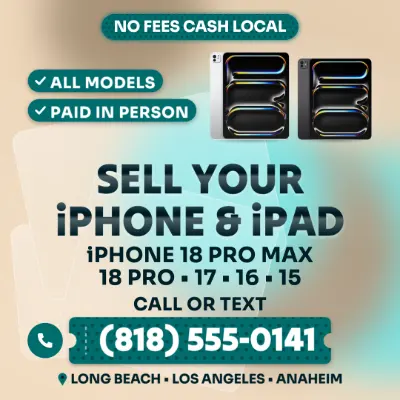 NO FEES CASH LOCAL
ALL MODELS
PAID IN PERSON
SELL YOUR
iPHONE & iPAD
iPHONE 18 PRO MAX
18 PRO ▪ 17 ▪ 16 ▪ 15
CALL OR TEXT
(818) 555-0141
LONG BEACH ▪ LOS ANGELES ▪ ANAHEIM